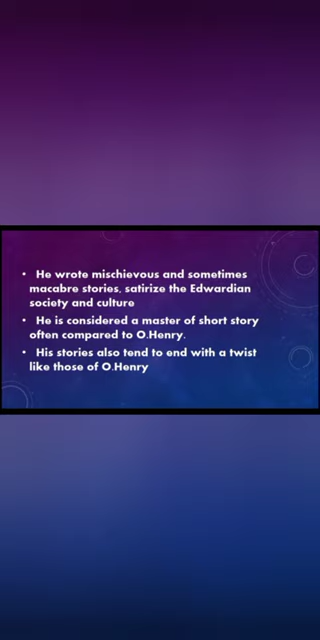 • He wrote mischievous and sometimes
macabre stories, satirize the Edwardian
society and culture
• He is considered a master of short story
often compared to O.Henry.
• His stories also tend to end with a twist
like those of O.Henry